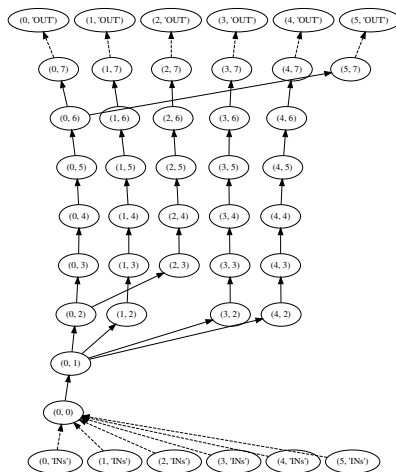 (0, 'OUT') (1, 'OUT') (2, 'OUT') (3, 'OUT') (4, 'OUT') (5, 'OUT')
(0, 7) (1, 7) (2, 7) (3, 7) (4, 7) (5, 7)
(0, 6) (1, 6) (2, 6) (3, 6) (4, 6)
(0, 5) (1, 5) (2, 5) (3, 5) (4, 5)
(0, 4) (1, 4) (2, 4) (3, 4) (4, 4)
(0, 3) (1, 3) (2, 3) (3, 3) (4, 3)
(0, 2) (1, 2) (3, 2) (4, 2)
(0, 1)
(0, 0)
(0, 'INs') (1, 'INs') (2, 'INs') (3, 'INs') (4, 'INs') (5, 'INs')